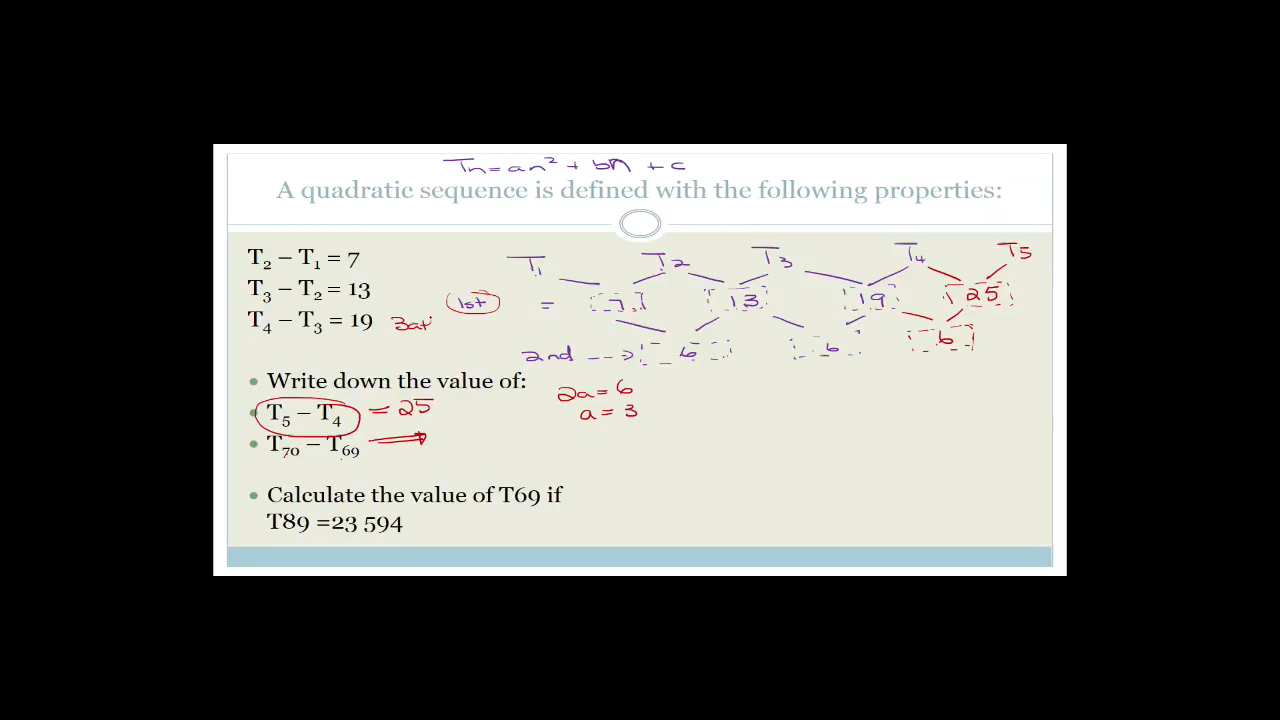 Tn = an² + bn + c
A quadratic sequence is defined with the following properties:
T₂ – T₁ = 7
T₃ – T₂ = 13
T₄ – T₃ = 19 3a+
T₁ T₂ T₃ T₄ T₅
1st = 7 13 19 25
2nd ---> 6 6 6
• Write down the value of:
2a = 6
a = 3
• T₅ – T₄ = 25
• T₇₀ – T₆₉ →
• Calculate the value of T69 if
T89 =23 594